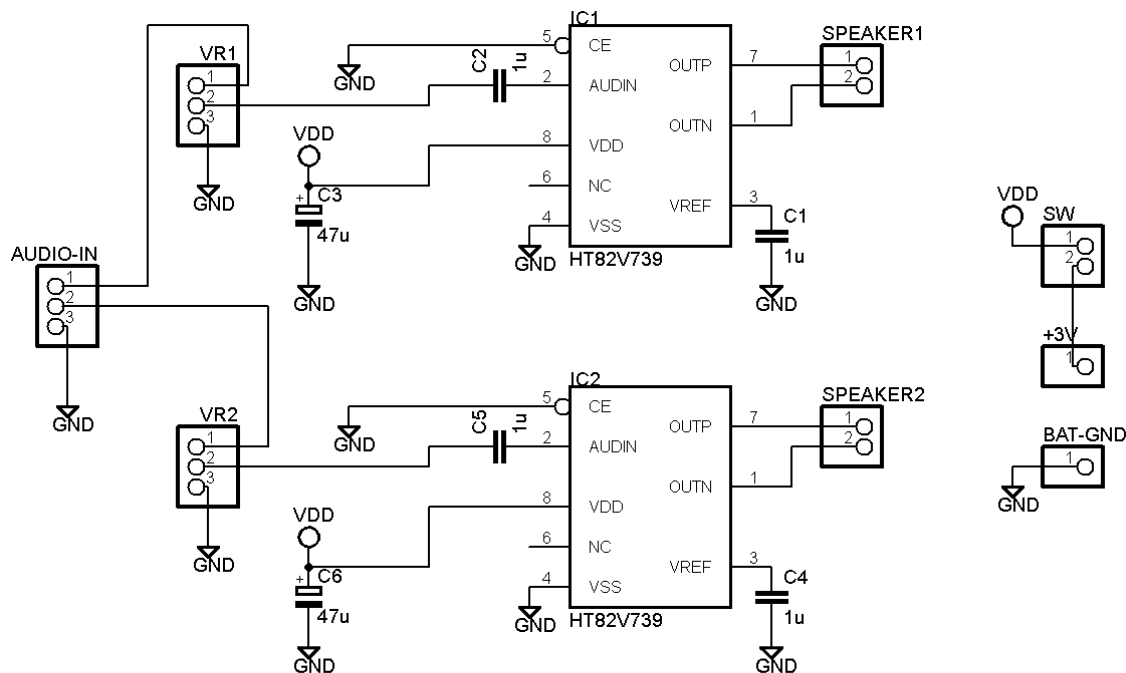 IC1
SPEAKER1
VR1
5
CE
C2
1u
7
OUTP
1
GND
1
2
2
AUDIN
2
3
OUTN
1
VDD
8
VDD
6
NC
C3
GND
+
VREF
3
4
VSS
C1
47u
VDD
SW
AUDIO-IN
GND
HT82V739
1u
1
2
1
2
3
GND
GND
+3V
1
IC2
5
CE
SPEAKER2
GND
VR2
GND
C5
1u
7
OUTP
1
2
BAT-GND
1
2
AUDIN
2
1
3
OUTN
1
GND
VDD
8
VDD
GND
6
NC
C6
VREF
3
+
4
VSS
C4
47u
GND
HT82V739
1u
GND
GND